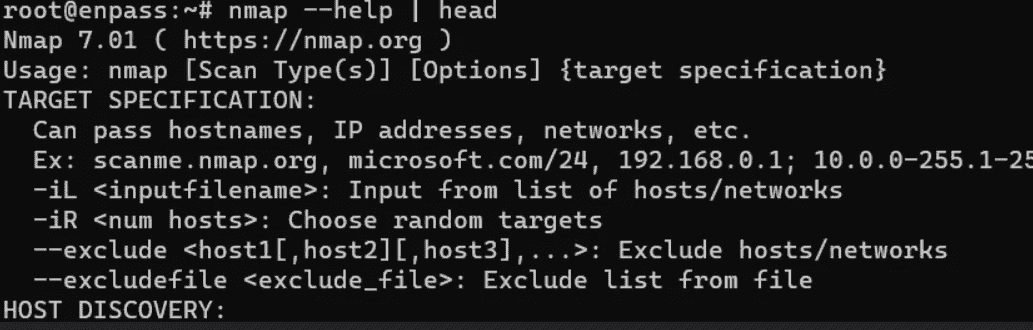 root@enpass:~# nmap --help | head
Nmap 7.01 ( https://nmap.org )
Usage: nmap [Scan Type(s)] [Options] {target specification}
TARGET SPECIFICATION:
  Can pass hostnames, IP addresses, networks, etc.
  Ex: scanme.nmap.org, microsoft.com/24, 192.168.0.1; 10.0.0-255.1-25
  -iL <inputfilename>: Input from list of hosts/networks
  -iR <num hosts>: Choose random targets
  --exclude <host1[,host2][,host3],...>: Exclude hosts/networks
  --excludefile <exclude_file>: Exclude list from file
HOST DISCOVERY: